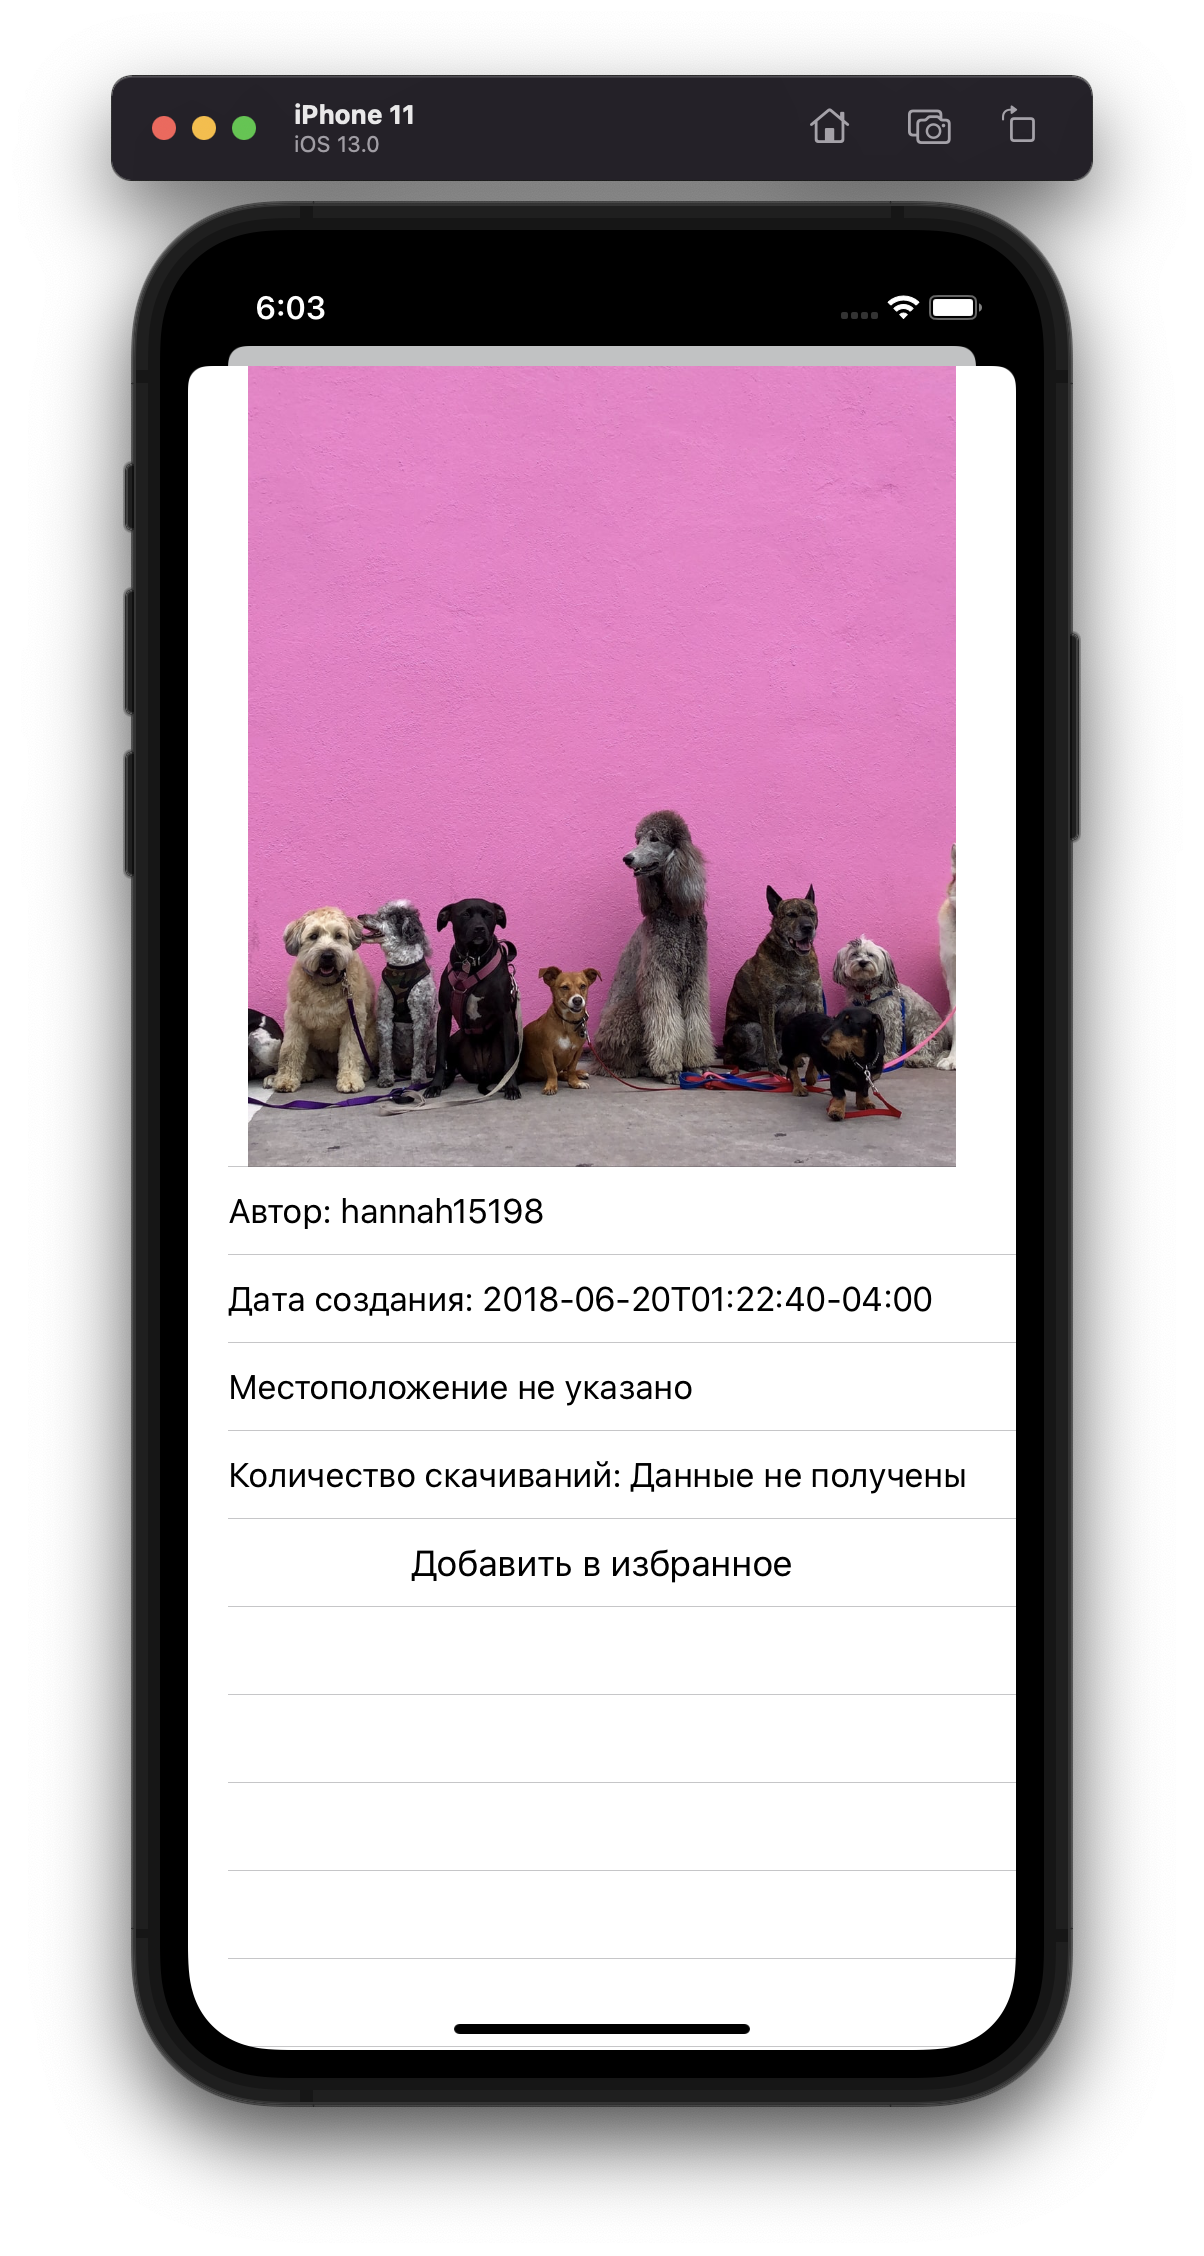 iPhone 11
iOS 13.0
6:03
Автор: hannah15198
Дата создания: 2018-06-20T01:22:40-04:00
Местоположение не указано
Количество скачиваний: Данные не получены
Добавить в избранное